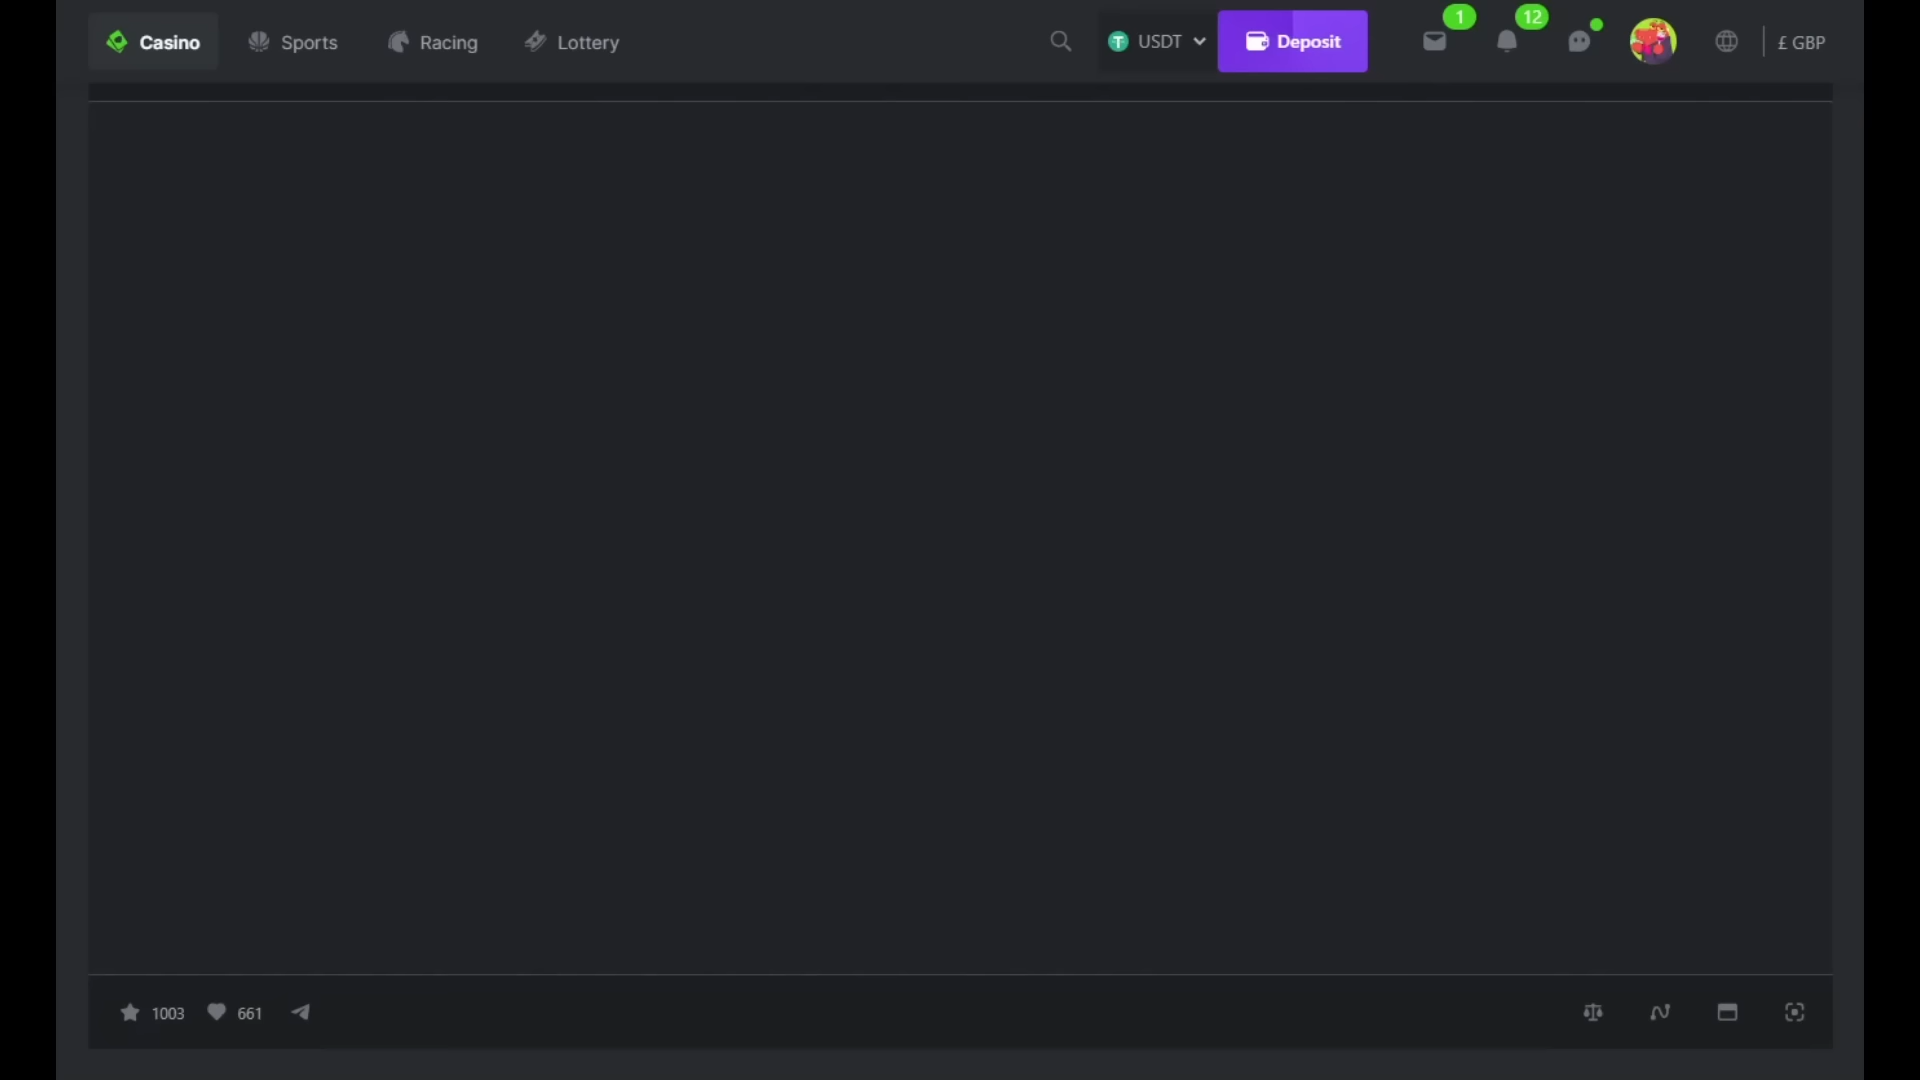 Casino
Sports
Racing
Lottery
USDT
Deposit
1
12
£ GBP
1003
661